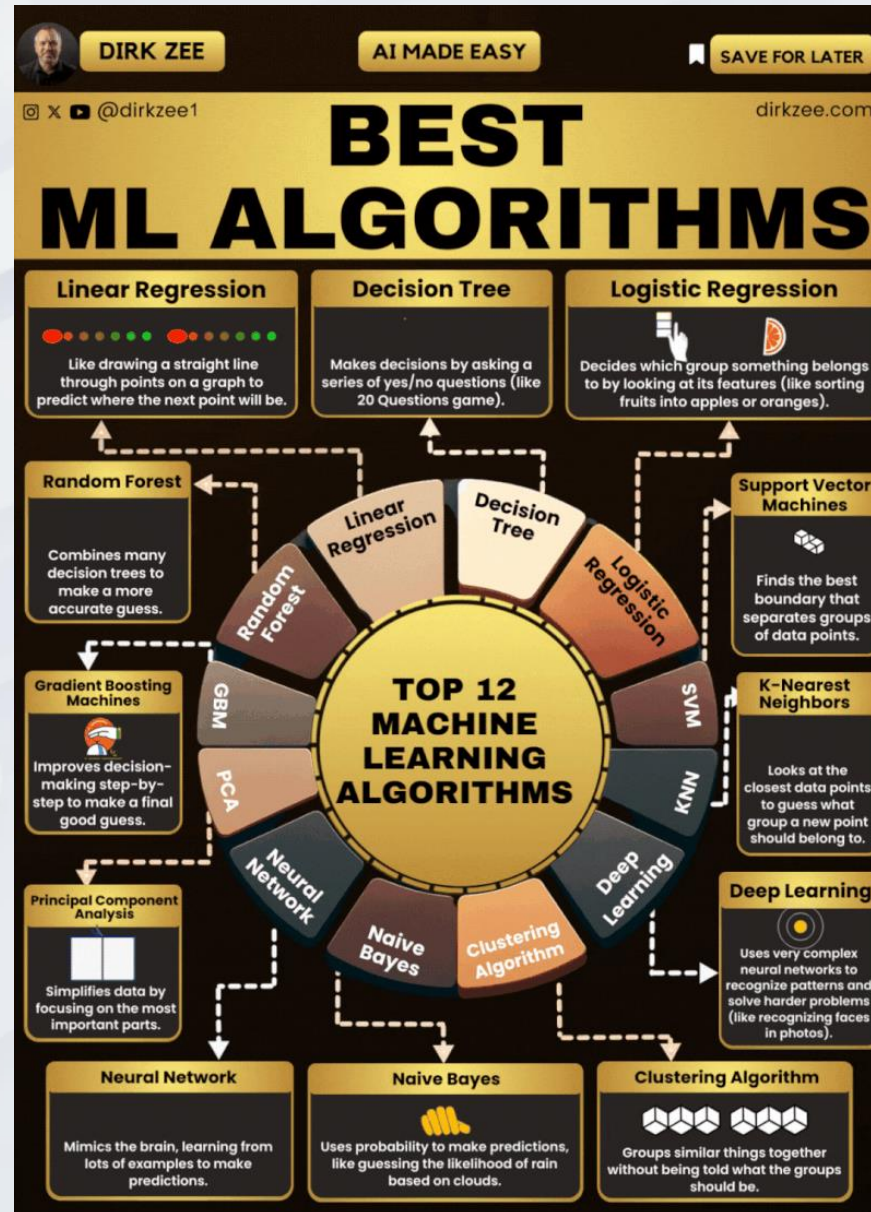 DIRK ZEE
AI MADE EASY
SAVE FOR LATER
@dirkzee1
dirkzee.com
BEST
ML ALGORITHMS
Linear Regression
Like drawing a straight line
through points on a graph to
predict where the next point will be.
Decision Tree
Makes decisions by asking a
series of yes/no questions (like
20 Questions game).
Logistic Regression
Decides which group something belongs
to by looking at its features (like sorting
fruits into apples or oranges).
Random Forest
Combines many
decision trees to
make a more
accurate guess.
Support Vector
Machines
Finds the best
boundary that
separates groups
of data points.
Gradient Boosting
Machines
Improves decision-
making step-by-
step to make a final
good guess.
K-Nearest
Neighbors
Looks at the
closest data points
to guess what
group a new point
should belong to.
Linear
Regression
Decision
Tree
Logistic
Regression
SVM
KNN
Deep
Learning
Clustering
Algorithm
Naive
Bayes
Neural
Network
PCA
GBM
Random
Forest
TOP 12
MACHINE
LEARNING
ALGORITHMS
Principal Component
Analysis
Simplifies data by
focusing on the most
important parts.
Deep Learning
Uses very complex
neural networks to
recognize patterns and
solve harder problems
(like recognizing faces
in photos).
Neural Network
Mimics the brain, learning from
lots of examples to make
predictions.
Naive Bayes
Uses probability to make predictions,
like guessing the likelihood of rain
based on clouds.
Clustering Algorithm
Groups similar things together
without being told what the groups
should be.